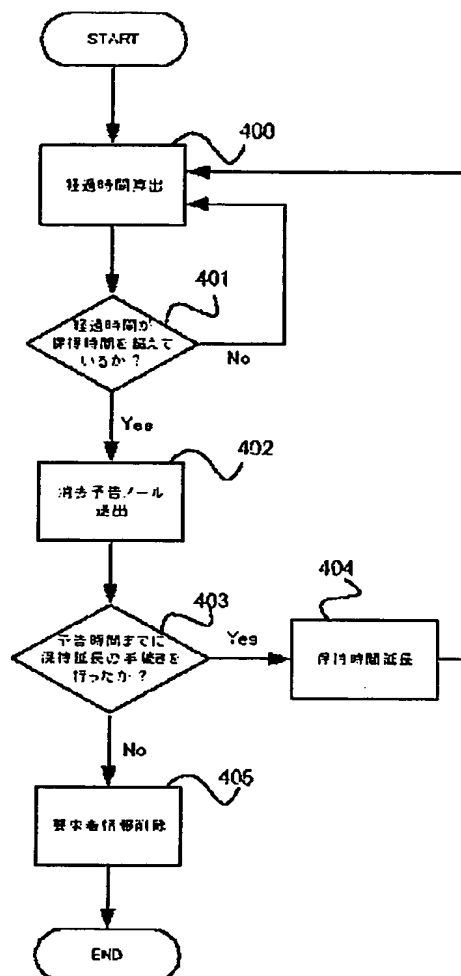 START
400
経過時間算出
401
経過時間が
保持時間を超えて
いるか？
No
Yes
402
消去予告メール
送出
403
予告時間までに
保持延長の手続きを
行ったか？
Yes
404
保持時間延長
No
405
要求者情報削除
END